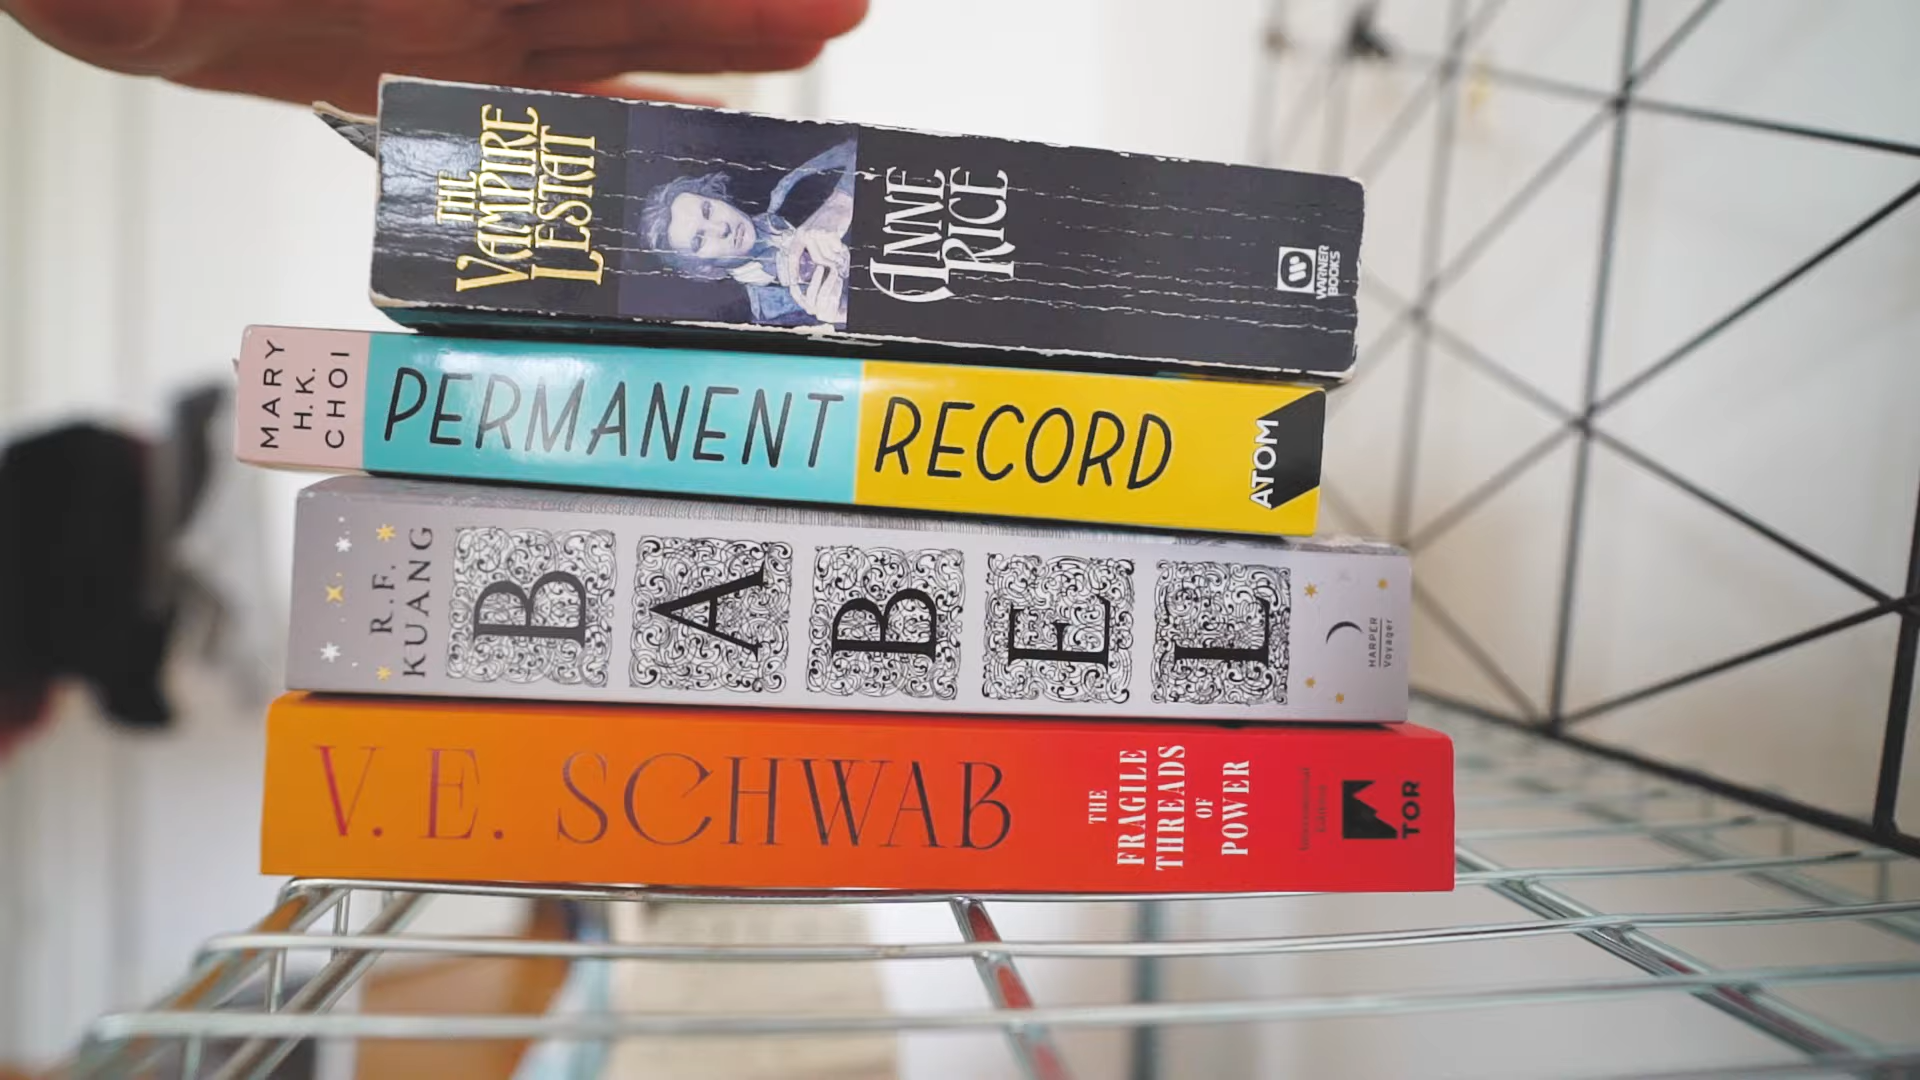 THE
VAMPIRE
LESTAT
ANNE
RICE
WARNER
BOOKS
MARY
H.K.
CHOI
PERMANENT RECORD
ATOM
R.F.
KUANG
BABEL
HARPER
Voyager
V. E. SCHWAB
THE
FRAGILE
THREADS
OF
POWER
TOR